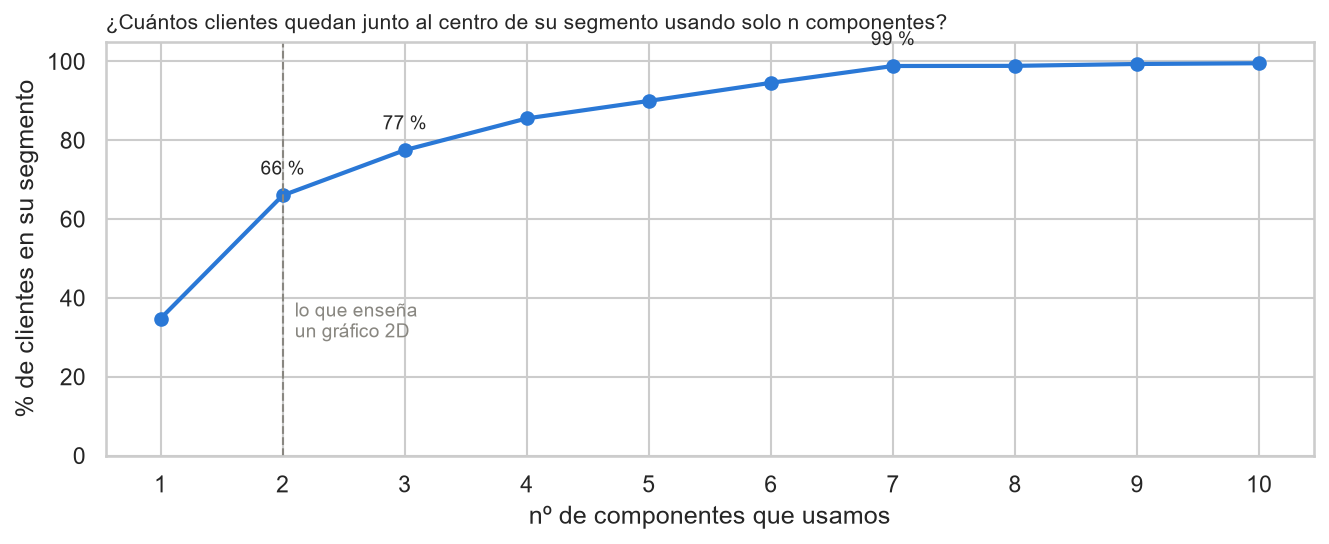 ¿Cuántos clientes quedan junto al centro de su segmento usando solo n componentes?
99 %
100
77 %
80
66 %
60
% de clientes en su segmento
40
lo que enseña
un gráfico 2D
20
0
1 2 3 4 5 6 7 8 9 10
nº de componentes que usamos